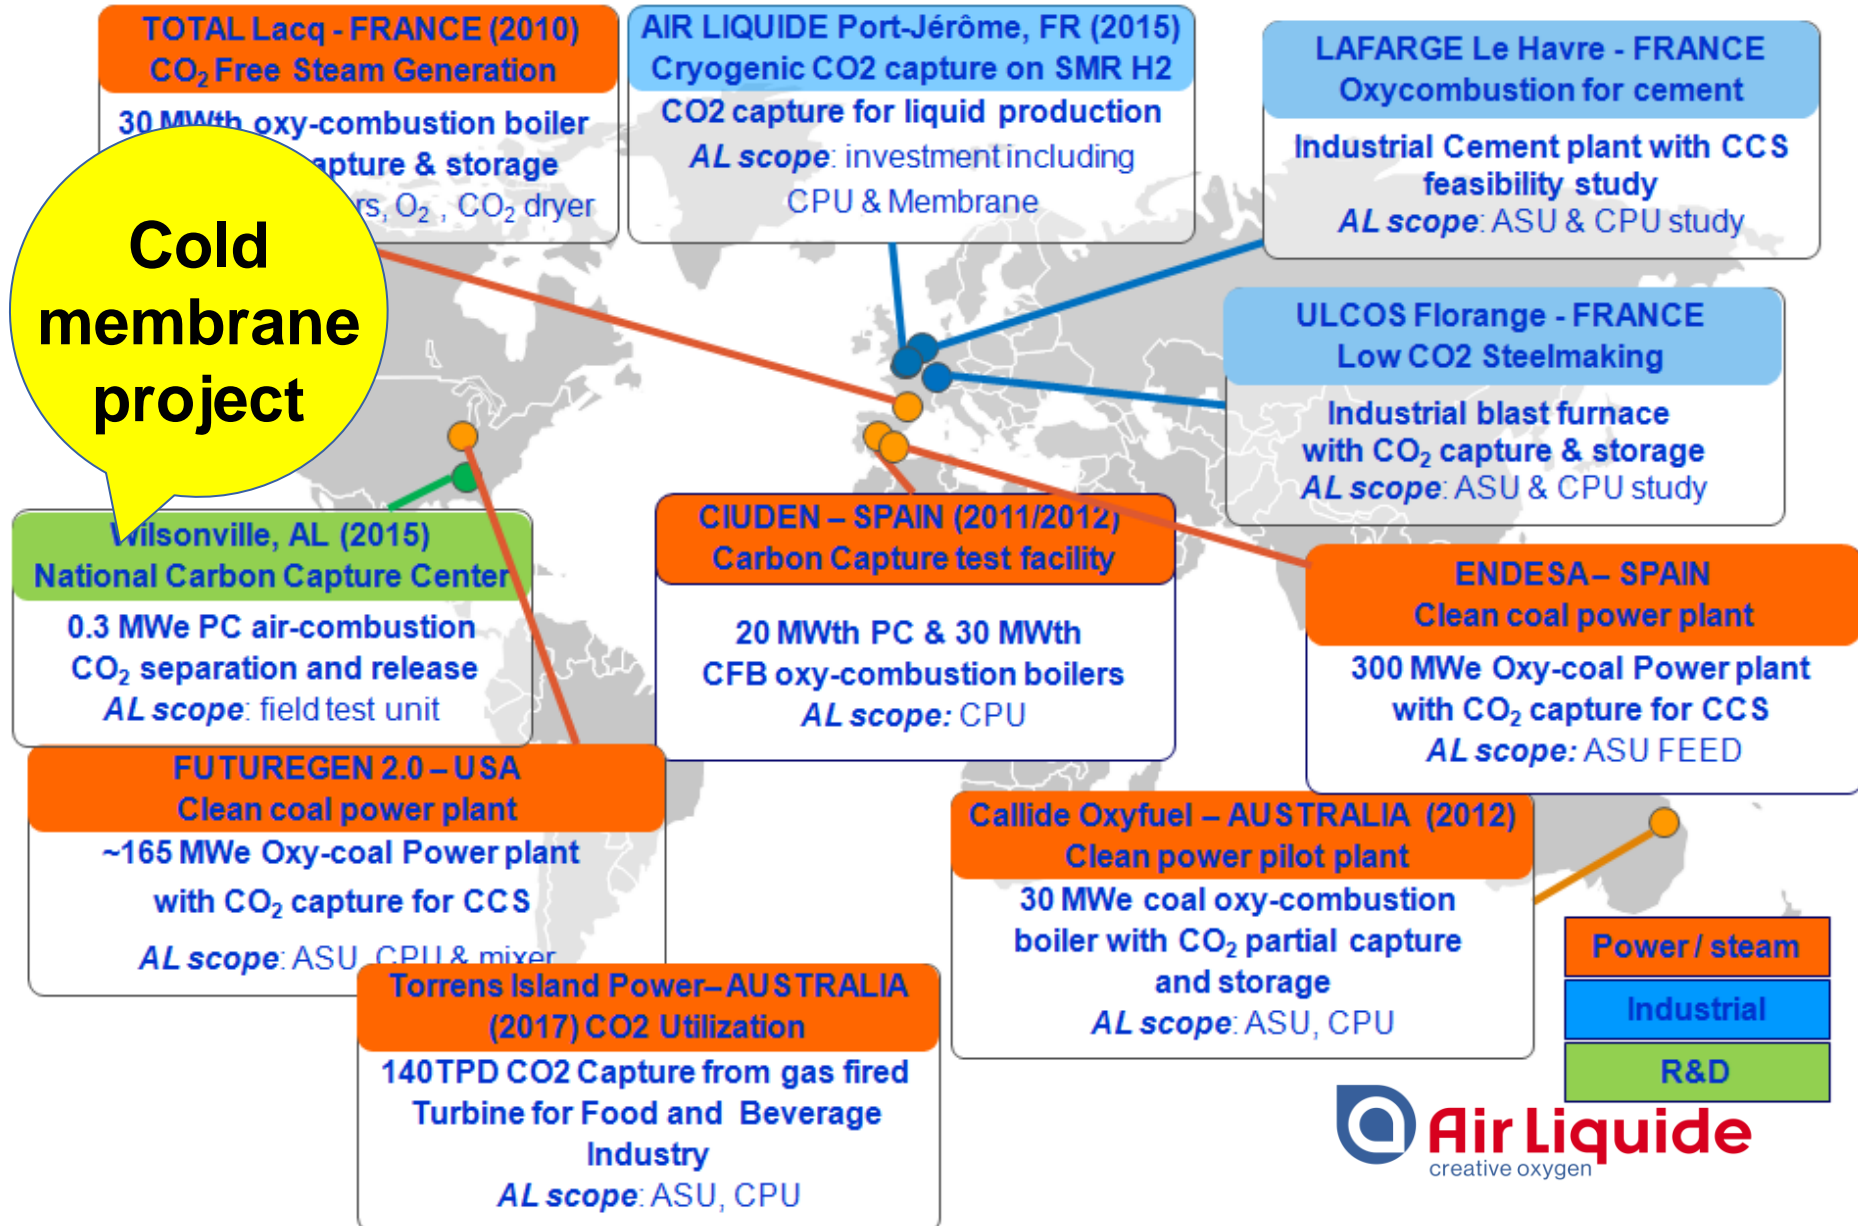 TOTAL Lacq - FRANCE (2010)
CO₂ Free Steam Generation
30 MWth oxy-combustion boiler
& storage
O₂ , CO₂ dryer
AIR LIQUIDE Port-Jérôme, FR (2015)
Cryogenic CO2 capture on SMR H2
CO2 capture for liquid production
AL scope: investment including
CPU & Membrane
LAFARGE Le Havre - FRANCE
Oxycombustion for cement
Industrial Cement plant with CCS
feasibility study
AL scope: ASU & CPU study
Cold
membrane
project
ULCOS Florange - FRANCE
Low CO2 Steelmaking
Industrial blast furnace
with CO₂ capture & storage
AL scope: ASU & CPU study
Wilsonville, AL (2015)
National Carbon Capture Center
0.3 MWe PC air-combustion
CO₂ separation and release
AL scope: field test unit
CIUDEN – SPAIN (2011/2012)
Carbon Capture test facility
20 MWth PC & 30 MWth
CFB oxy-combustion boilers
AL scope: CPU
ENDESA – SPAIN
Clean coal power plant
300 MWe Oxy-coal Power plant
with CO₂ capture for CCS
AL scope: ASU FEED
FUTUREGEN 2.0 – USA
Clean coal power plant
~165 MWe Oxy-coal Power plant
with CO₂ capture for CCS
AL scope: ASU, CPU & mixer
Callide Oxyfuel – AUSTRALIA (2012)
Clean power pilot plant
30 MWe coal oxy-combustion
boiler with CO₂ partial capture
and storage
AL scope: ASU, CPU
Torrens Island Power– AUSTRALIA
(2017) CO2 Utilization
140TPD CO2 Capture from gas fired
Turbine for Food and Beverage
Industry
AL scope: ASU, CPU
Power / steam
Industrial
R&D
Air Liquide
creative oxygen